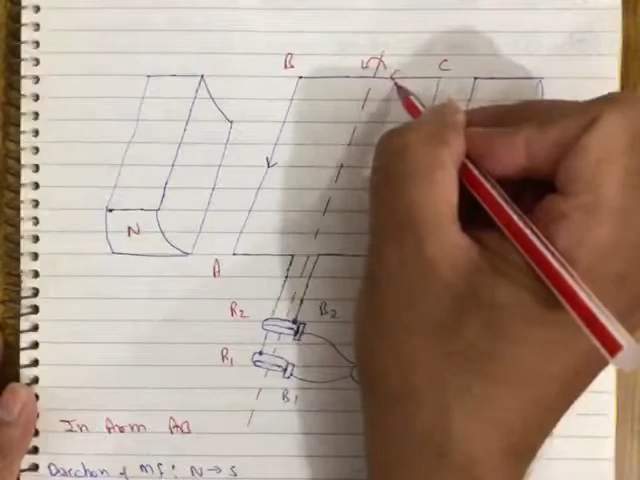 B C
N
A
R2 B2
R1
B1
In Arm AB
Direction of MF: N → S